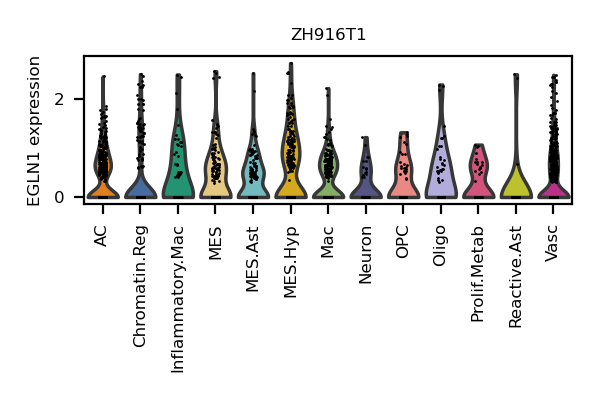 ZH916T1
EGLN1 expression
2
0
AC
Chromatin.Reg
Inflammatory.Mac
MES
MES.Ast
MES.Hyp
Mac
Neuron
OPC
Oligo
Prolif.Metab
Reactive.Ast
Vasc